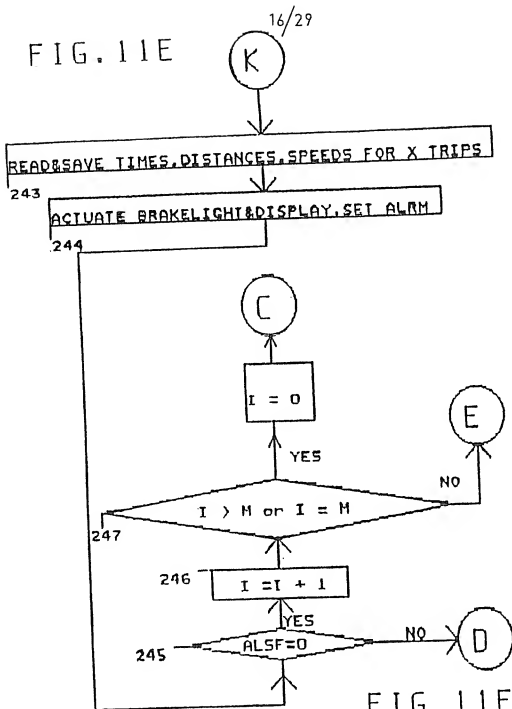 16/29
FIG.11E
K
READ&SAVE TIMES,DISTANCES,SPEEDS FOR X TRIPS
243
ACTUATE BRAKELIGHT&DISPLAY,SET ALRM
244
C
I = 0
E
YES
NO
I > M or I = M
247
246
I =I + 1
YES
245
ALSF=0
NO
D
FIG 11F